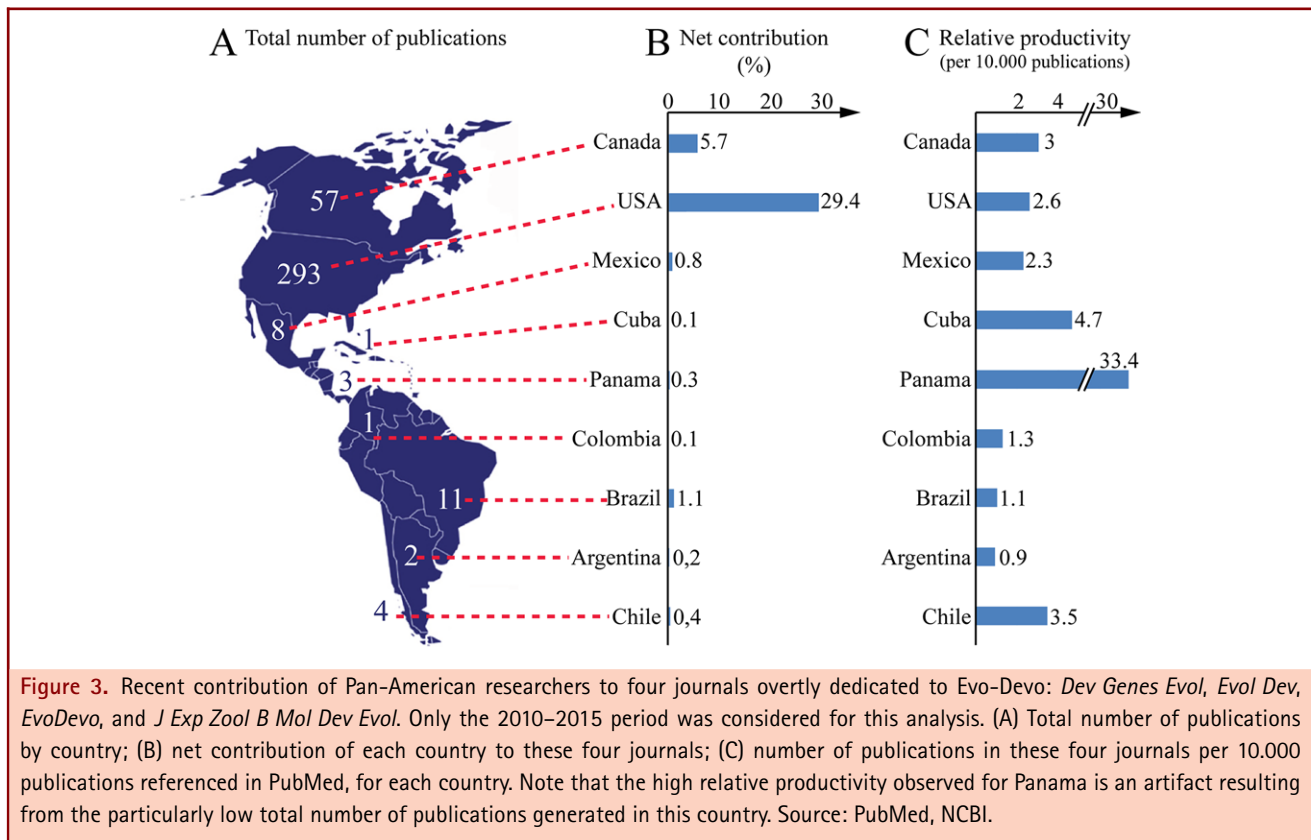 A Total number of publications
B Net contribution
(%)
C Relative productivity
(per 10.000 publications)
0 10 20 30
2 4 30
57
293
8
1
3
1
11
2
4
Canada 5.7
USA 29.4
Mexico 0.8
Cuba 0.1
Panama 0.3
Colombia 0.1
Brazil 1.1
Argentina 0,2
Chile 0,4
Canada 3
USA 2.6
Mexico 2.3
Cuba 4.7
Panama 33.4
Colombia 1.3
Brazil 1.1
Argentina 0.9
Chile 3.5
Figure 3. Recent contribution of Pan-American researchers to four journals overtly dedicated to Evo-Devo: Dev Genes Evol, Evol Dev,
EvoDevo, and J Exp Zool B Mol Dev Evol. Only the 2010–2015 period was considered for this analysis. (A) Total number of publications
by country; (B) net contribution of each country to these four journals; (C) number of publications in these four journals per 10.000
publications referenced in PubMed, for each country. Note that the high relative productivity observed for Panama is an artifact resulting
from the particularly low total number of publications generated in this country. Source: PubMed, NCBI.